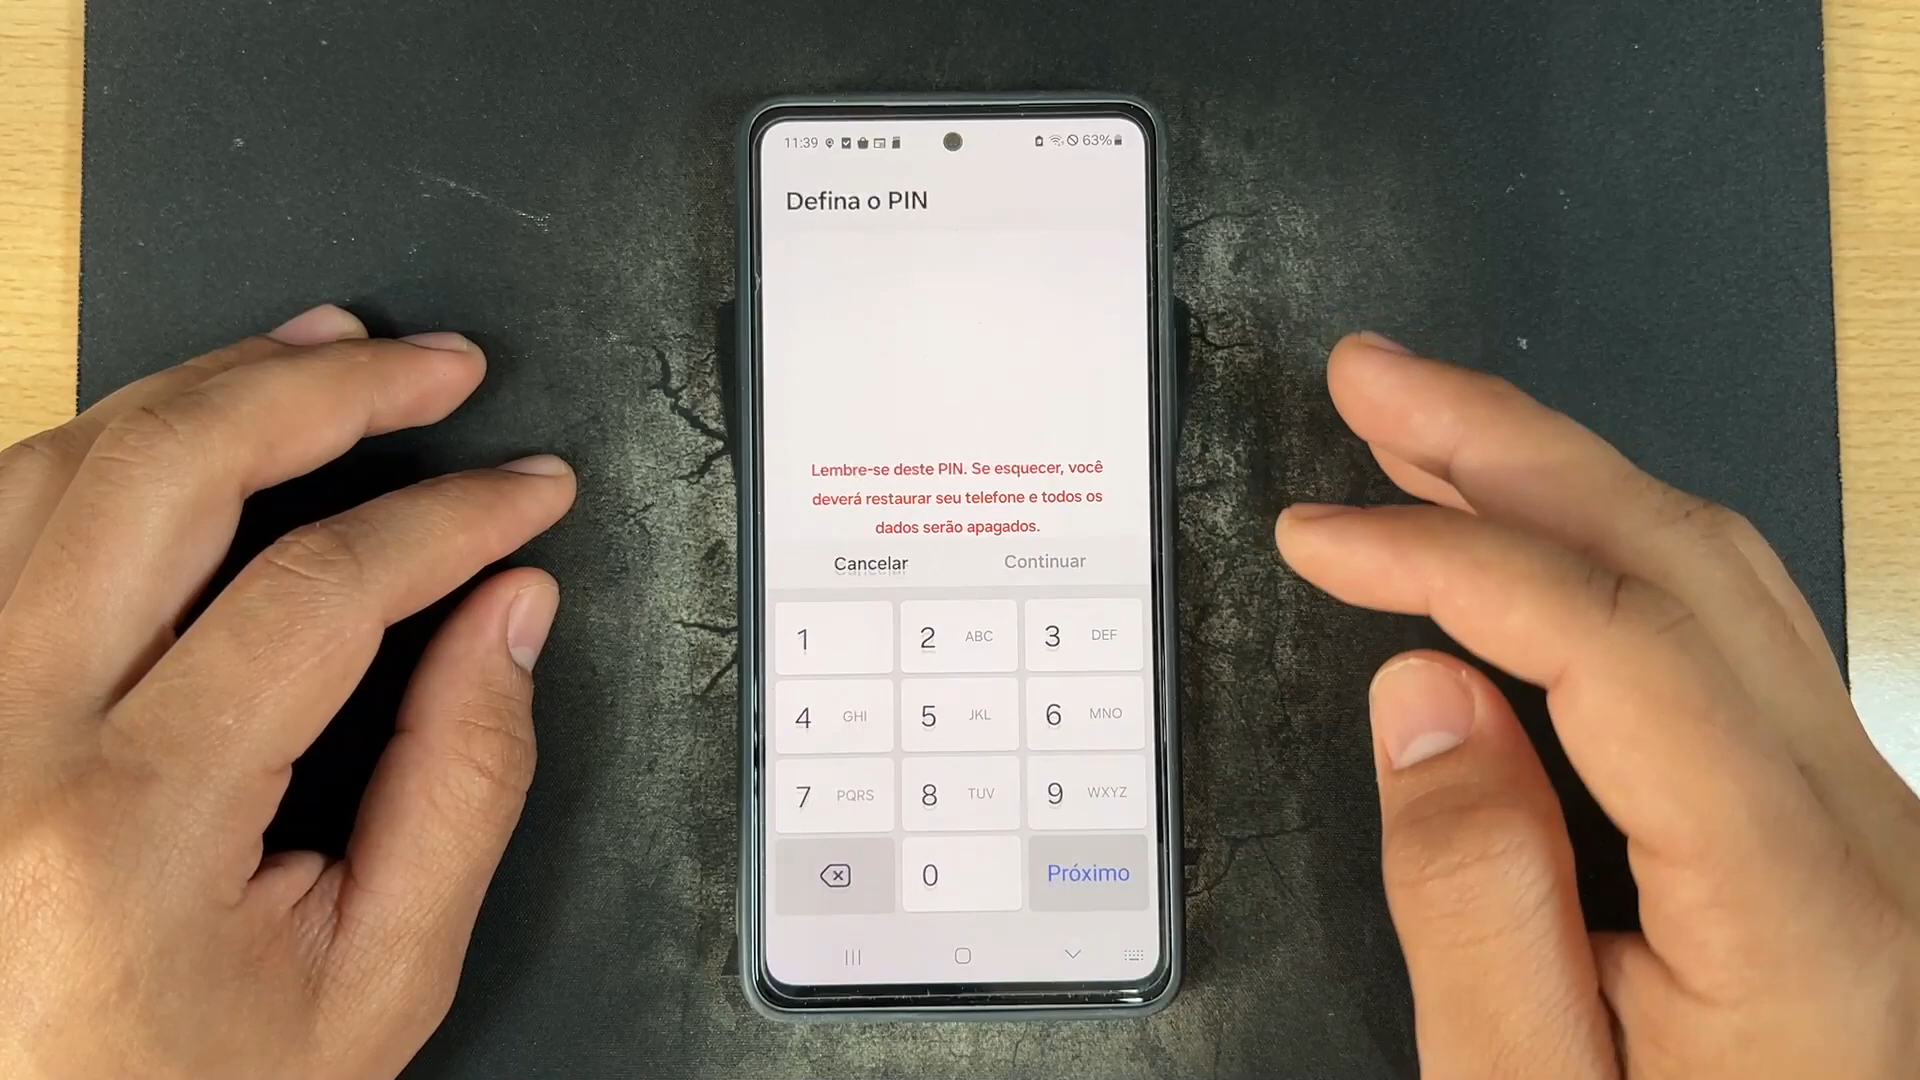 11:39 63%
Defina o PIN
Lembre-se deste PIN. Se esquecer, você
deverá restaurar seu telefone e todos os
dados serão apagados.
Cancelar Continuar
1 2 ABC 3 DEF
4 GHI 5 JKL 6 MNO
7 PQRS 8 TUV 9 WXYZ
0 Próximo